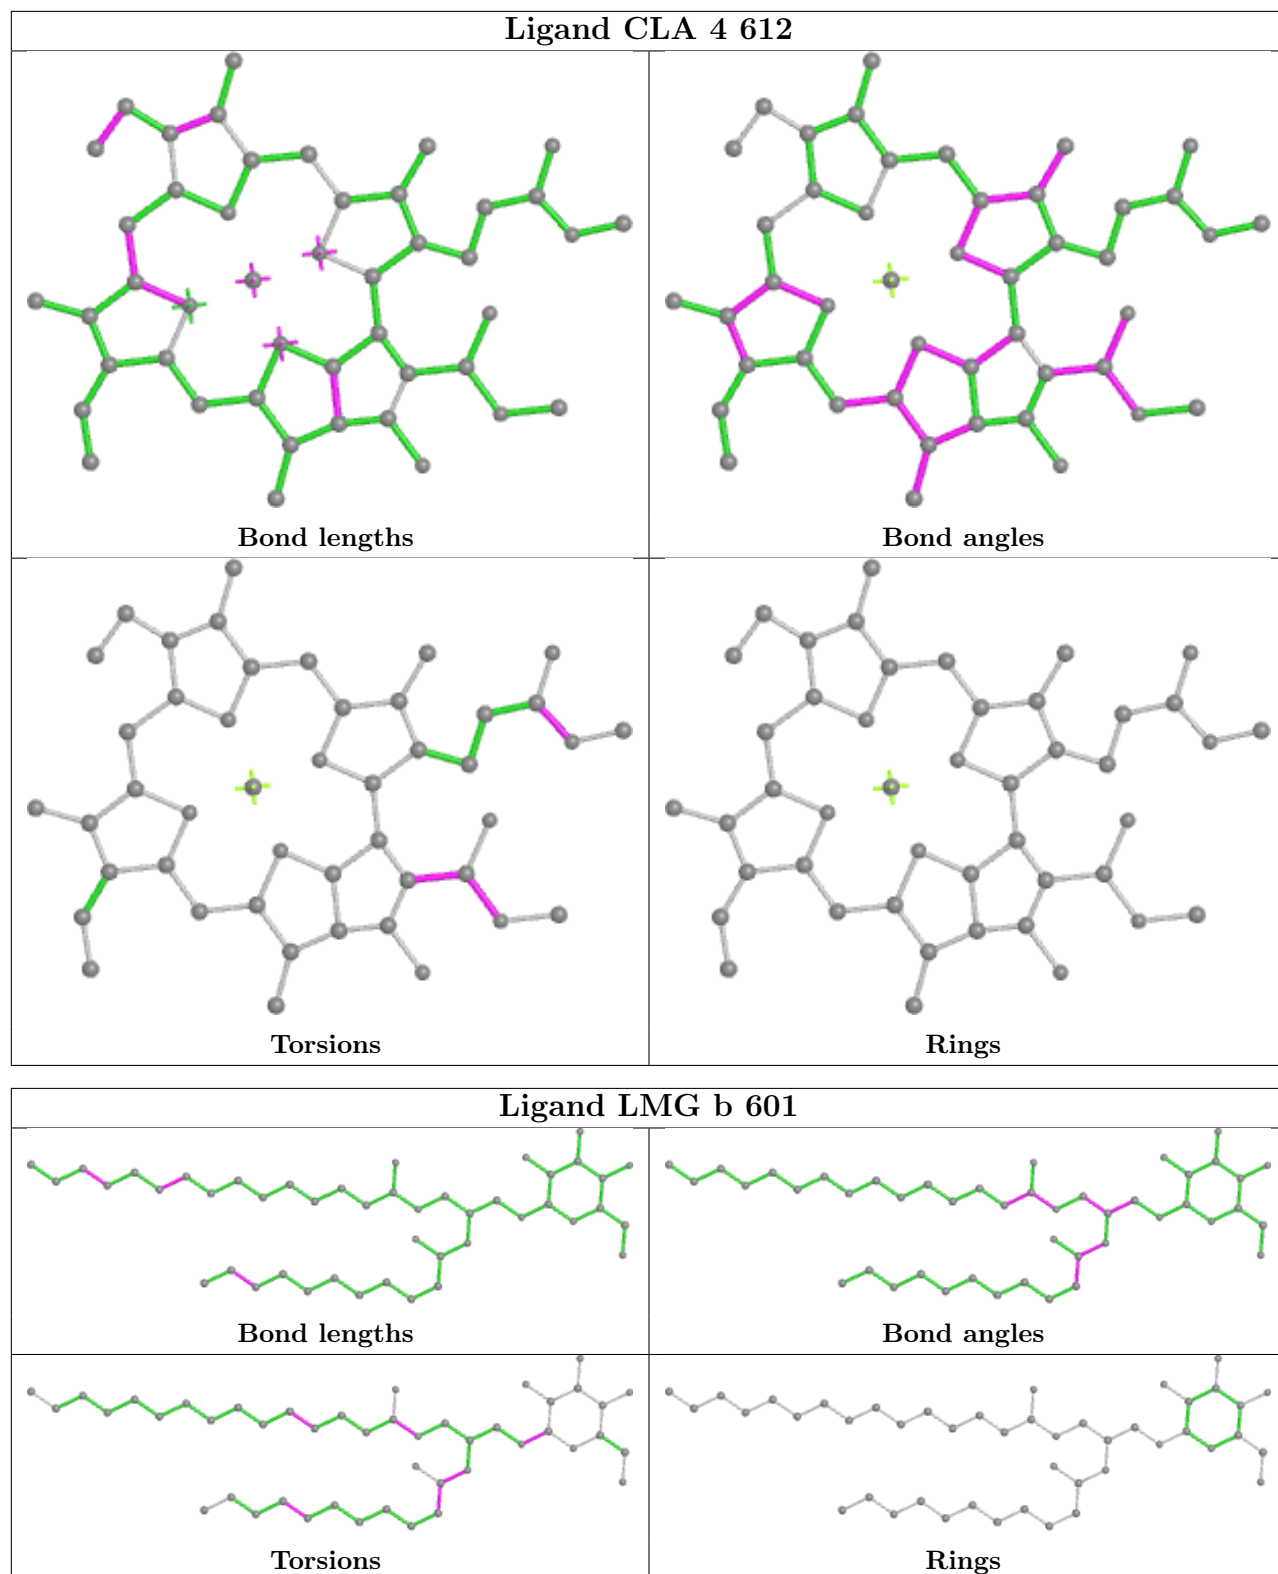 Ligand CLA 4 612
Bond lengths
Bond angles
Torsions
Rings
Ligand LMG b 601
Bond lengths
Bond angles
Torsions
Rings